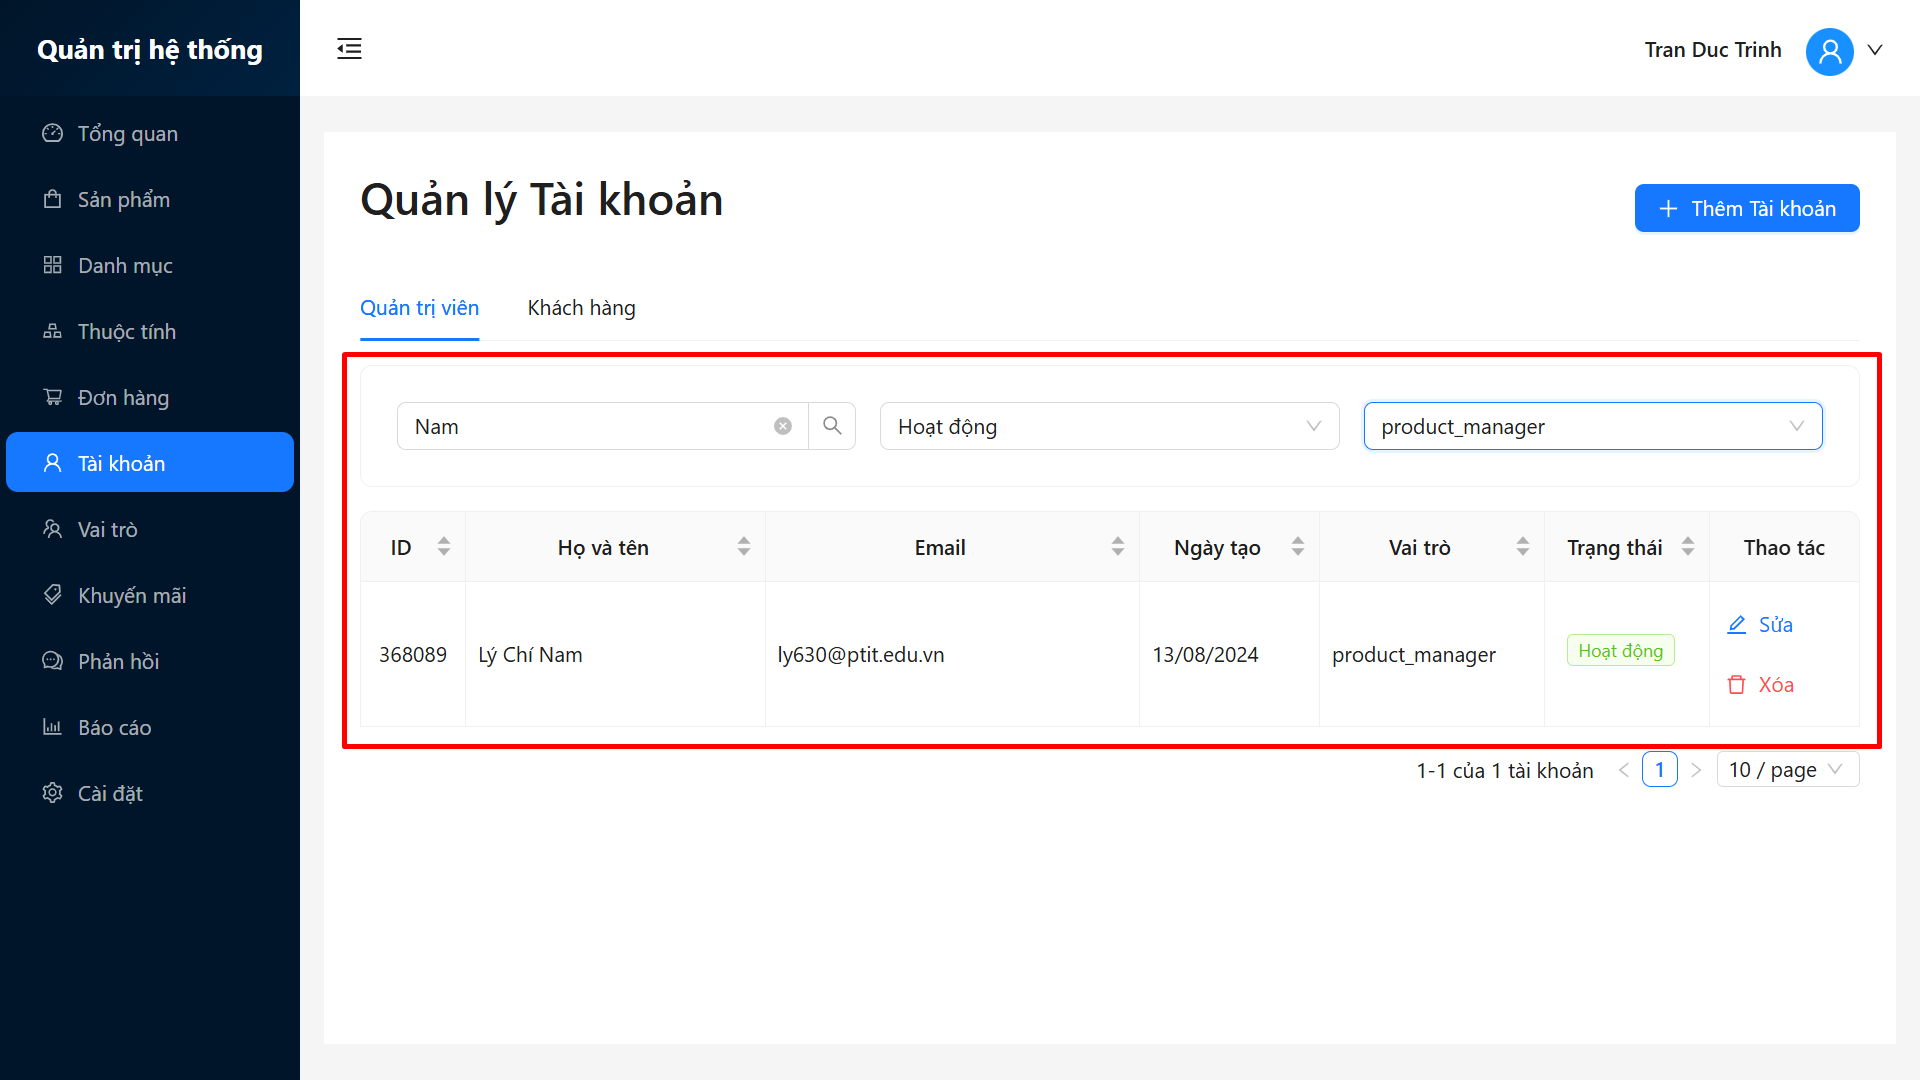 Quản trị hệ thống
Tran Duc Trinh
Tổng quan
Sản phẩm
Danh mục
Thuộc tính
Đơn hàng
Tài khoản
Vai trò
Khuyến mãi
Phản hồi
Báo cáo
Cài đặt
Quản lý Tài khoản
Thêm Tài khoản
Quản trị viên Khách hàng
Nam Hoạt động product_manager
ID Họ và tên Email Ngày tạo Vai trò Trạng thái Thao tác
368089 Lý Chí Nam ly630@ptit.edu.vn 13/08/2024 product_manager Hoạt động Sửa
Xóa
1-1 của 1 tài khoản 1 10 / page